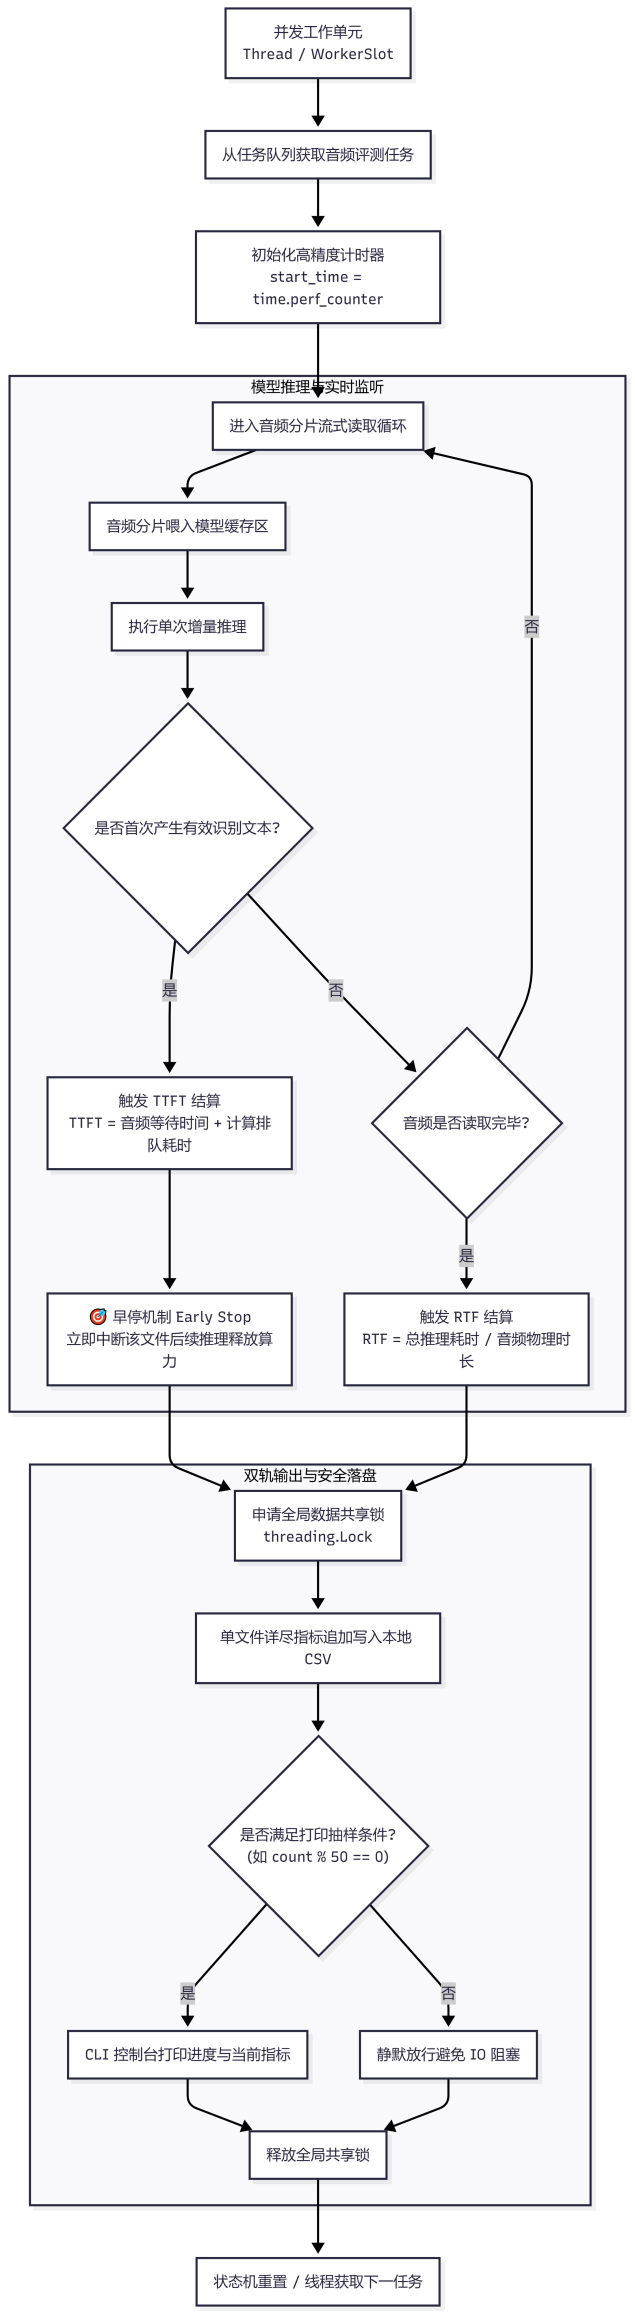 并发工作单元
Thread / WorkerSlot
从任务队列获取音频评测任务
初始化高精度计时器
start_time =
time.perf_counter
模型推理与实时监听
进入音频分片流式读取循环
音频分片喂入模型缓存区
执行单次增量推理
否
是否首次产生有效识别文本?
是
否
触发 TTFT 结算
TTFT = 音频等待时间 + 计算排
队耗时
音频是否读取完毕?
是
🎯 早停机制 Early Stop
立即中断该文件后续推理释放算
力
触发 RTF 结算
RTF = 总推理耗时 / 音频物理时
长
双轨输出与安全落盘
申请全局数据共享锁
threading.Lock
单文件详尽指标追加写入本地
CSV
是否满足打印抽样条件?
(如 count % 50 == 0)
是
否
CLI 控制台打印进度与当前指标
静默放行避免 IO 阻塞
释放全局共享锁
状态机重置 / 线程获取下一任务